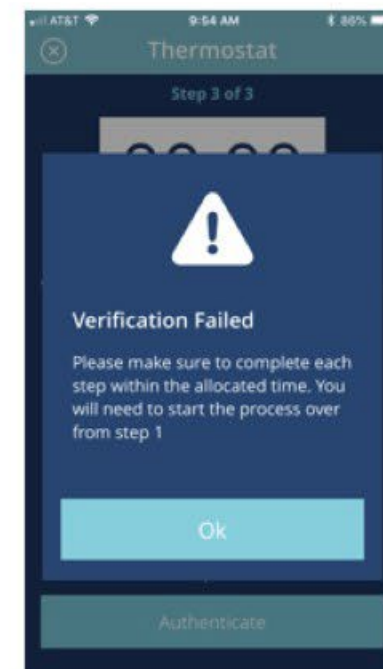 AT&T 9:54 AM 86%
Thermostat
Step 3 of 3
Verification Failed
Please make sure to complete each
step within the allocated time. You
will need to start the process over
from step 1
Ok
Authenticate